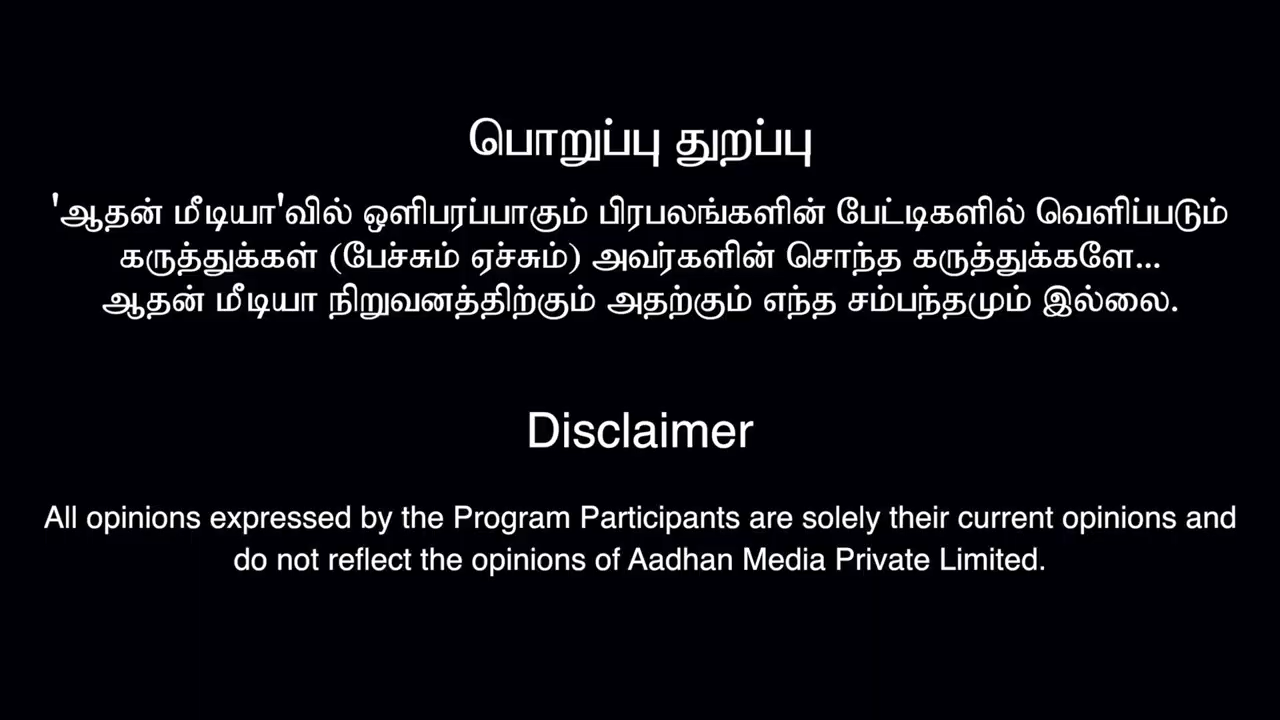 பொறுப்பு துறப்பு
'ஆதன் மீடியா'வில் ஒளிபரப்பாகும் பிரபலங்களின் பேட்டிகளில் வெளிப்படும்
கருத்துக்கள் (பேச்சும் ஏச்சும்) அவர்களின் சொந்த கருத்துக்களே...
ஆதன் மீடியா நிறுவனத்திற்கும் அதற்கும் எந்த சம்பந்தமும் இல்லை.
Disclaimer
All opinions expressed by the Program Participants are solely their current opinions and
do not reflect the opinions of Aadhan Media Private Limited.